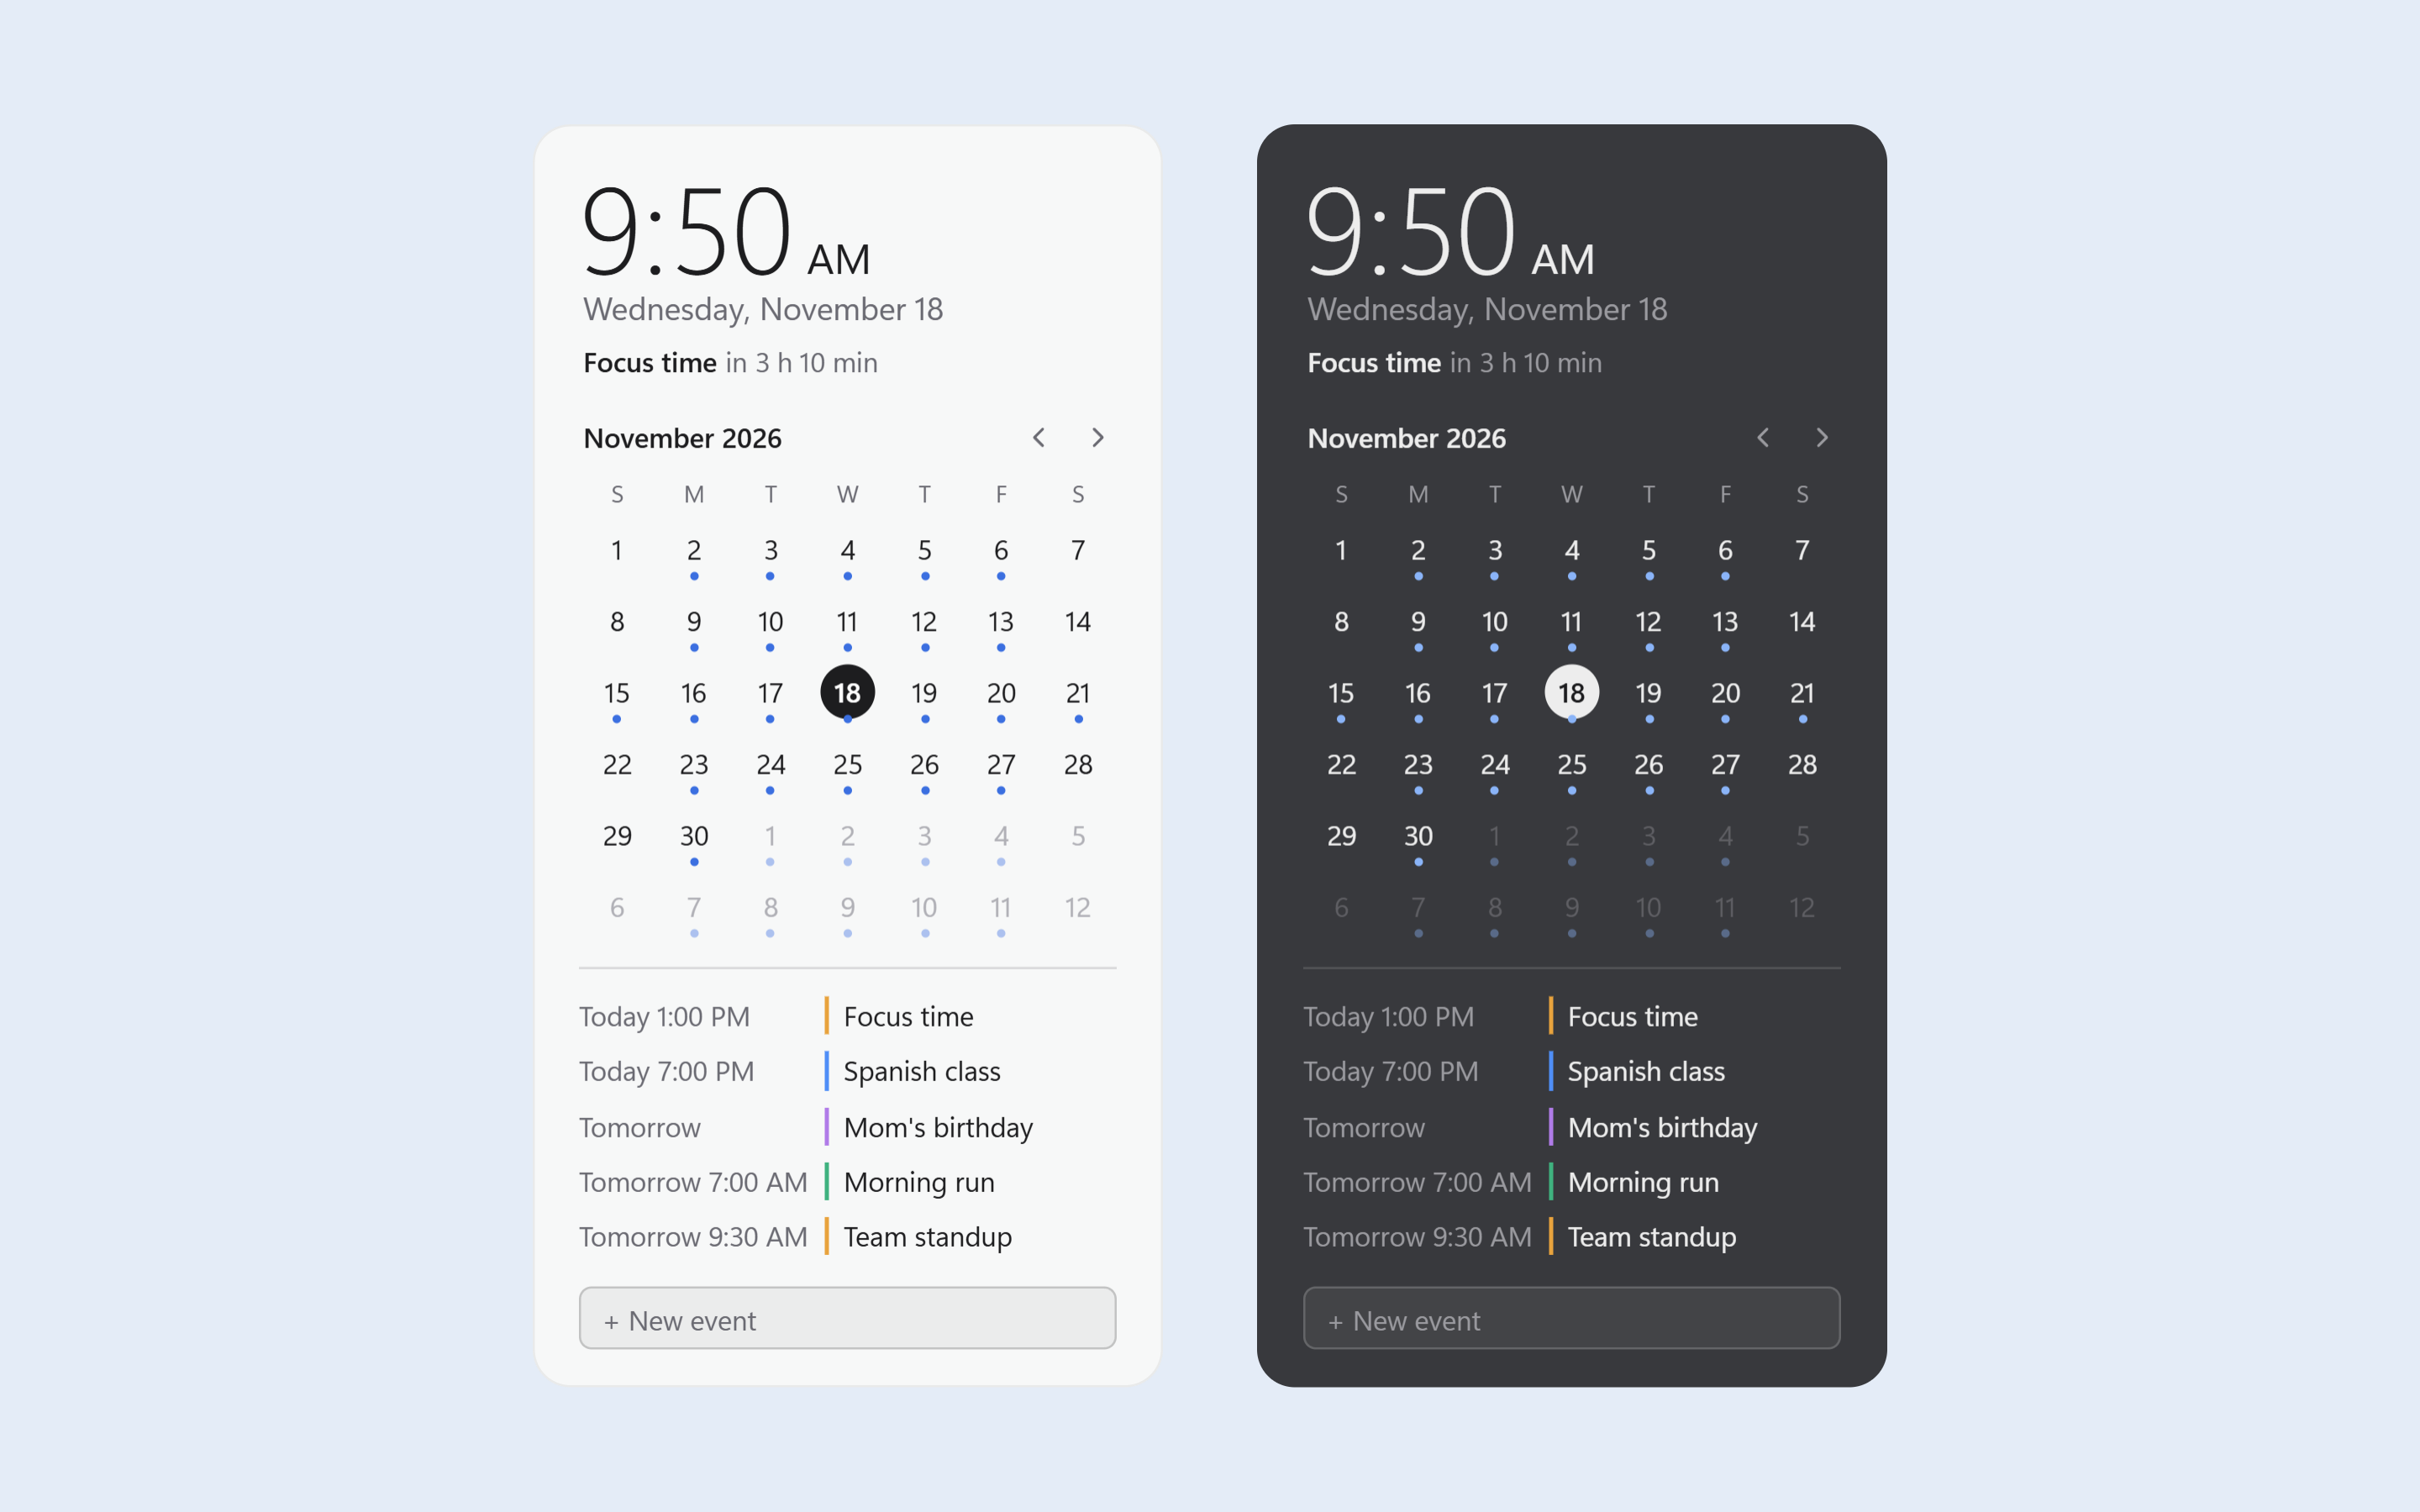 9:50 AM
Wednesday, November 18
Focus time in 3 h 10 min
November 2026
S M T W T F S
1 2 3 4 5 6 7
8 9 10 11 12 13 14
15 16 17 18 19 20 21
22 23 24 25 26 27 28
29 30 1 2 3 4 5
6 7 8 9 10 11 12
Today 1:00 PM Focus time
Today 7:00 PM Spanish class
Tomorrow Mom's birthday
Tomorrow 7:00 AM Morning run
Tomorrow 9:30 AM Team standup
+ New event
9:50 AM
Wednesday, November 18
Focus time in 3 h 10 min
November 2026
S M T W T F S
1 2 3 4 5 6 7
8 9 10 11 12 13 14
15 16 17 18 19 20 21
22 23 24 25 26 27 28
29 30 1 2 3 4 5
6 7 8 9 10 11 12
Today 1:00 PM Focus time
Today 7:00 PM Spanish class
Tomorrow Mom's birthday
Tomorrow 7:00 AM Morning run
Tomorrow 9:30 AM Team standup
+ New event